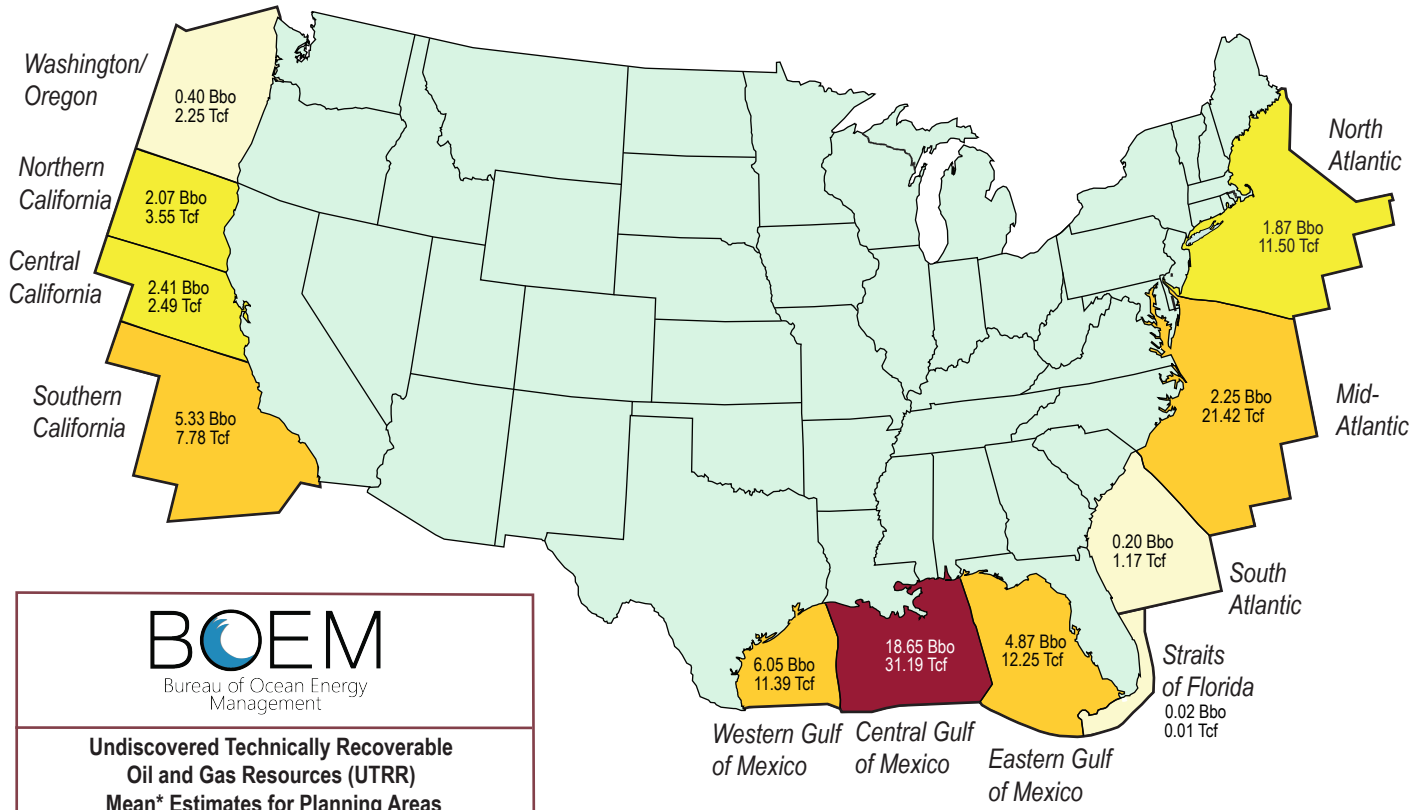 Washington/
Oregon
0.40 Bbo
2.25 Tcf
Northern
California
2.07 Bbo
3.55 Tcf
Central
California
2.41 Bbo
2.49 Tcf
Southern
California
5.33 Bbo
7.78 Tcf
North
Atlantic
1.87 Bbo
11.50 Tcf
Mid-
Atlantic
2.25 Bbo
21.42 Tcf
South
Atlantic
0.20 Bbo
1.17 Tcf
Straits
of Florida
0.02 Bbo
0.01 Tcf
Western Gulf
of Mexico
6.05 Bbo
11.39 Tcf
Central Gulf
of Mexico
18.65 Bbo
31.19 Tcf
Eastern Gulf
of Mexico
4.87 Bbo
12.25 Tcf
BOEM
Bureau of Ocean Energy
Management
Undiscovered Technically Recoverable
Oil and Gas Resources (UTRR)
Mean* Estimates for Planning Areas